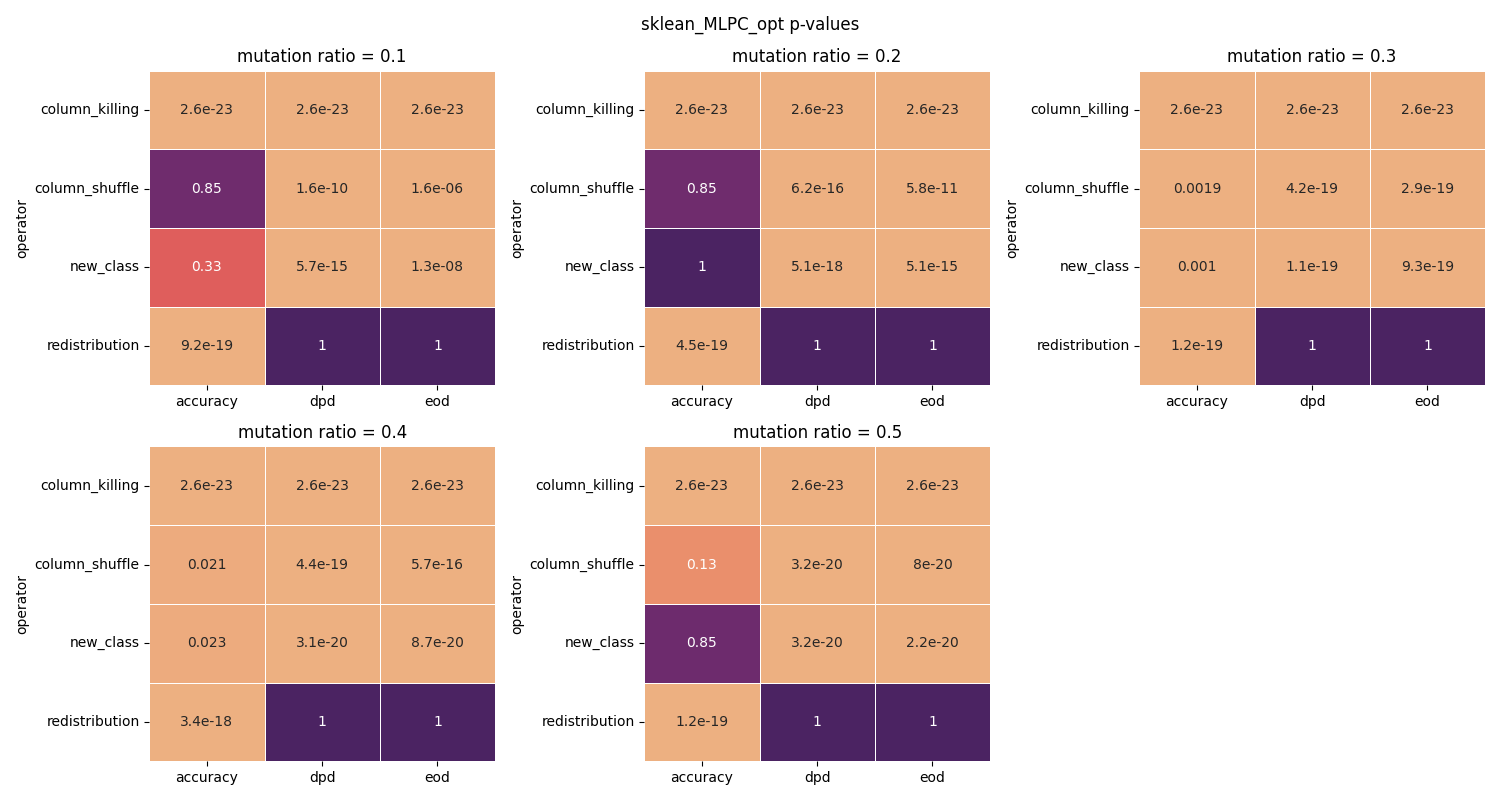 sklean_MLPC_opt p-values
mutation ratio = 0.1
column_killing 2.6e-23 2.6e-23 2.6e-23
column_shuffle 0.85 1.6e-10 1.6e-06
new_class 0.33 5.7e-15 1.3e-08
redistribution 9.2e-19 1 1
accuracy dpd eod
operator
mutation ratio = 0.2
column_killing 2.6e-23 2.6e-23 2.6e-23
column_shuffle 0.85 6.2e-16 5.8e-11
new_class 1 5.1e-18 5.1e-15
redistribution 4.5e-19 1 1
accuracy dpd eod
operator
mutation ratio = 0.3
column_killing 2.6e-23 2.6e-23 2.6e-23
column_shuffle 0.0019 4.2e-19 2.9e-19
new_class 0.001 1.1e-19 9.3e-19
redistribution 1.2e-19 1 1
accuracy dpd eod
operator
mutation ratio = 0.4
column_killing 2.6e-23 2.6e-23 2.6e-23
column_shuffle 0.021 4.4e-19 5.7e-16
new_class 0.023 3.1e-20 8.7e-20
redistribution 3.4e-18 1 1
accuracy dpd eod
operator
mutation ratio = 0.5
column_killing 2.6e-23 2.6e-23 2.6e-23
column_shuffle 0.13 3.2e-20 8e-20
new_class 0.85 3.2e-20 2.2e-20
redistribution 1.2e-19 1 1
accuracy dpd eod
operator